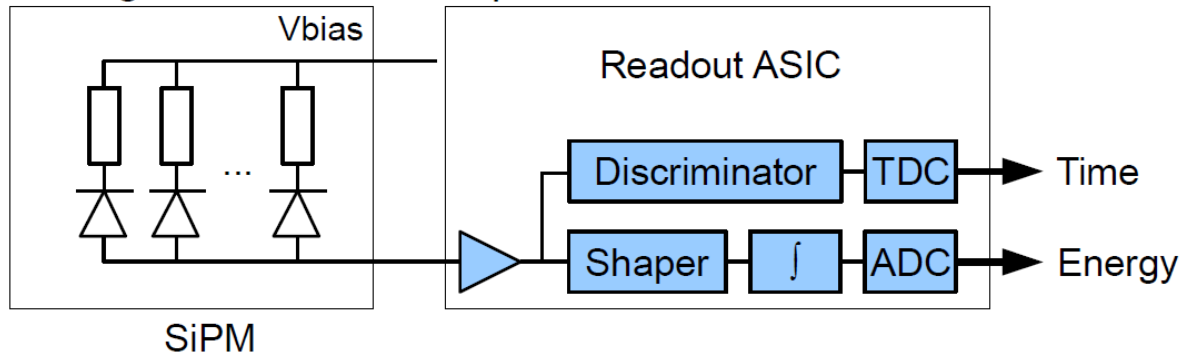 Vbias
Readout ASIC
...
Discriminator
TDC
Time
Shaper
∫
ADC
Energy
SiPM